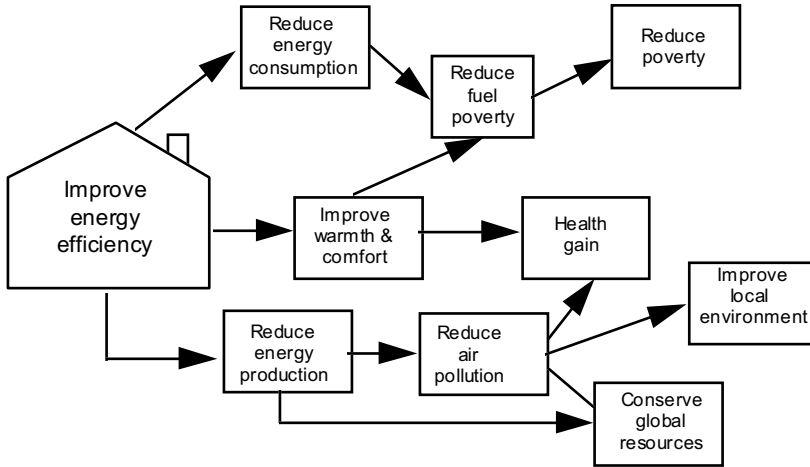 Reduce
energy
consumption
Reduce
poverty
Reduce
fuel
poverty
Improve
energy
efficiency
Improve
warmth &
comfort
Health
gain
Improve
local
environment
Reduce
energy
production
Reduce
air
pollution
Conserve
global
resources